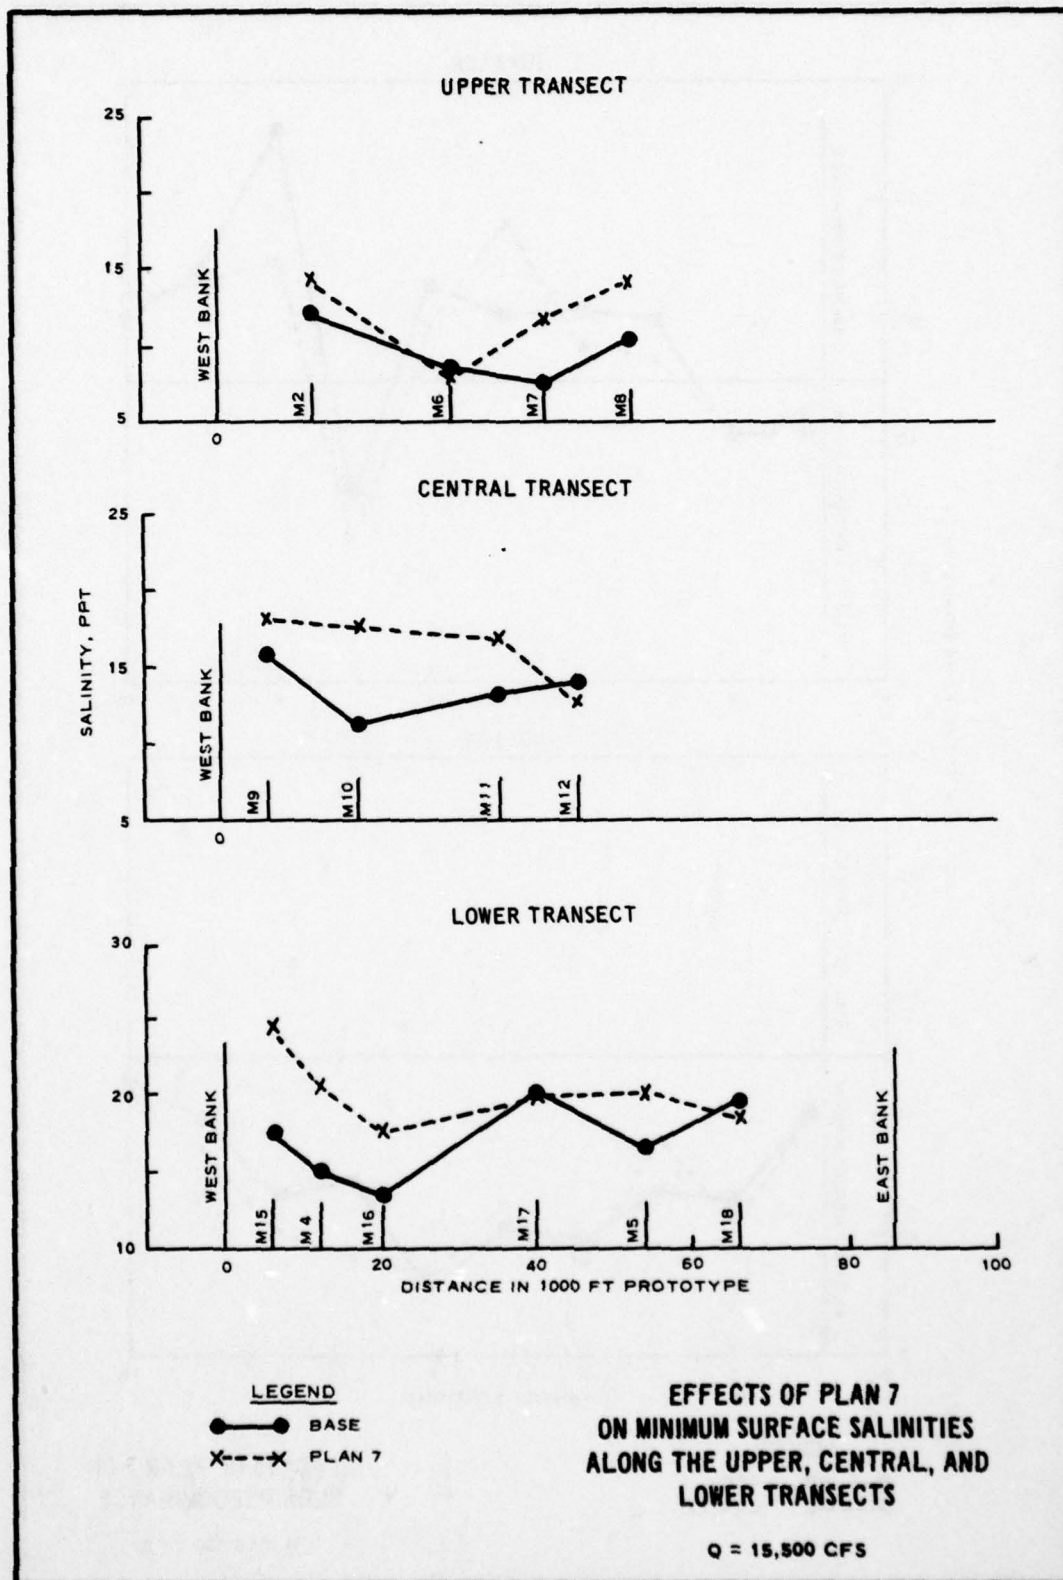 UPPER TRANSECT
25
15
5
WEST BANK
M2
M6
M7
M8
0
CENTRAL TRANSECT
25
15
5
SALINITY, PPT
WEST BANK
M9
M10
M11
M12
0
LOWER TRANSECT
30
20
10
WEST BANK
M15
M4
M16
M17
M5
M18
EAST BANK
0 20 40 60 80 100
DISTANCE IN 1000 FT PROTOTYPE
LEGEND
BASE
PLAN 7
EFFECTS OF PLAN 7
ON MINIMUM SURFACE SALINITIES
ALONG THE UPPER, CENTRAL, AND
LOWER TRANSECTS
Q = 15,500 CFS